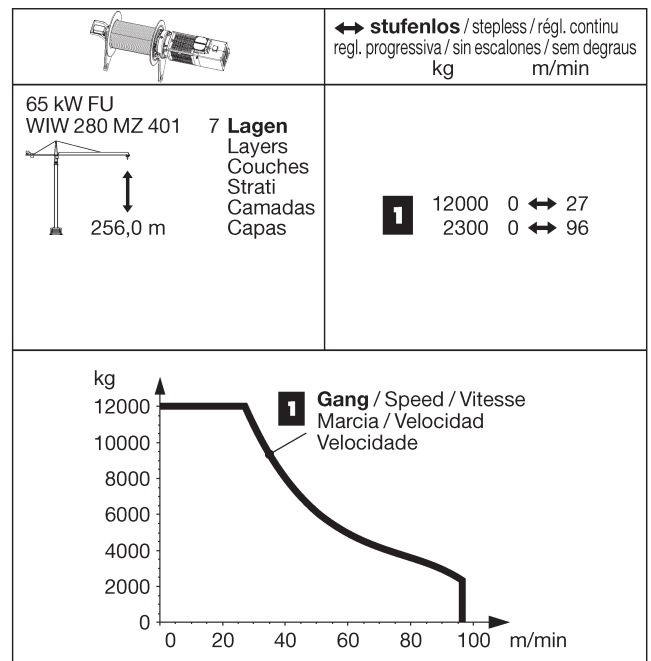 ↔ stufenlos / stepless / régl. continu
regl. progressiva / sin escalones / sem degraus
kg m/min
65 kW FU
WIW 280 MZ 401 7 Lagen
Layers
Couches
Strati
Camadas
Capas
256,0 m
1
12000 0 ↔ 27
2300 0 ↔ 96
kg
12000
10000
8000
6000
4000
2000
0
1 Gang / Speed / Vitesse
Marcia / Velocidad
Velocidade
0 20 40 60 80 100 m/min